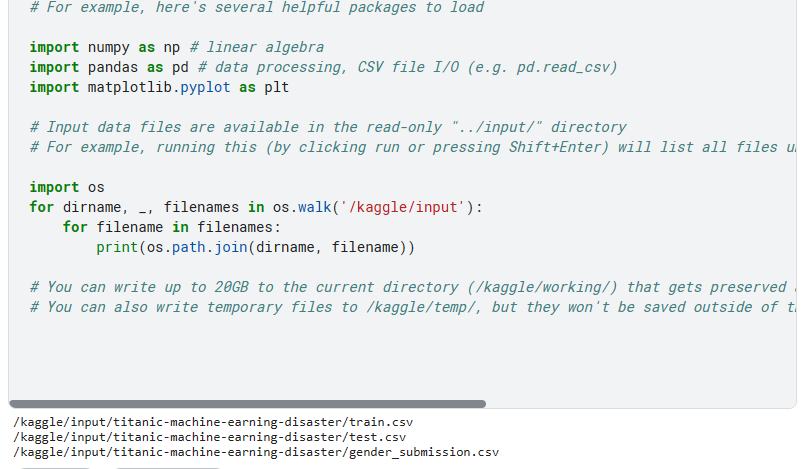 # For example, here's several helpful packages to load
import numpy as np # linear algebra
import pandas as pd # data processing, CSV file I/O (e.g. pd.read_csv)
import matplotlib.pyplot as plt
# Input data files are available in the read-only "../input/" directory
# For example, running this (by clicking run or pressing Shift+Enter) will list all files
import os
for dirname, _, filenames in os.walk('/kaggle/input'):
    for filename in filenames:
        print(os.path.join(dirname, filename))
# You can write up to 20GB to the current directory (/kaggle/working/) that gets preserved
# You can also write temporary files to /kaggle/temp/, but they won't be saved outside of
/kaggle/input/titanic-machine-earning-disaster/train.csv
/kaggle/input/titanic-machine-earning-disaster/test.csv
/kaggle/input/titanic-machine-earning-disaster/gender_submission.csv